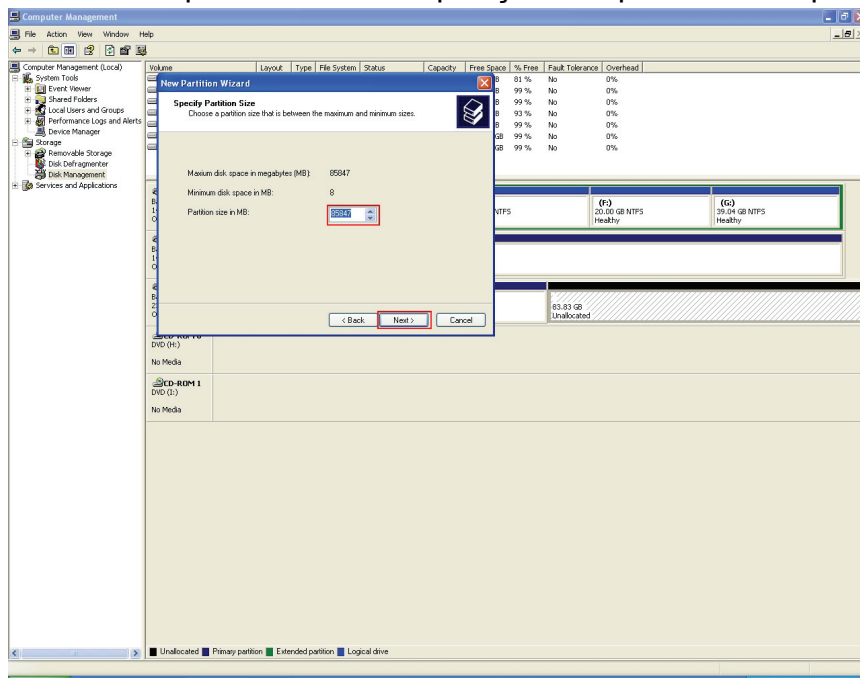 Computer Management
File Action View Window Help
Computer Management (Local)
System Tools
Event Viewer
Shared Folders
Local Users and Groups
Performance Logs and Alerts
Device Manager
Storage
Removable Storage
Disk Defragmenter
Disk Management
Services and Applications
Volume Layout Type File System Status Capacity Free Space % Free Fault Tolerance Overhead
B 81 % No 0%
B 99 % No 0%
B 99 % No 0%
B 93 % No 0%
GB 99 % No 0%
GB 99 % No 0%
New Partition Wizard
Specify Partition Size
Choose a partition size that is between the maximum and minimum sizes.
Maxium disk space in megabytes (MB): 85847
Minimum disk space in MB: 8
Partition size in MB: 85847
< Back Next > Cancel
NTFS
(F:)
20.00 GB NTFS
Healthy
(G:)
39.04 GB NTFS
Healthy
83.83 GB
Unallocated
DVD (H:)
No Media
CD-ROM 1
DVD (I:)
No Media
Unallocated Primary partition Extended partition Logical drive